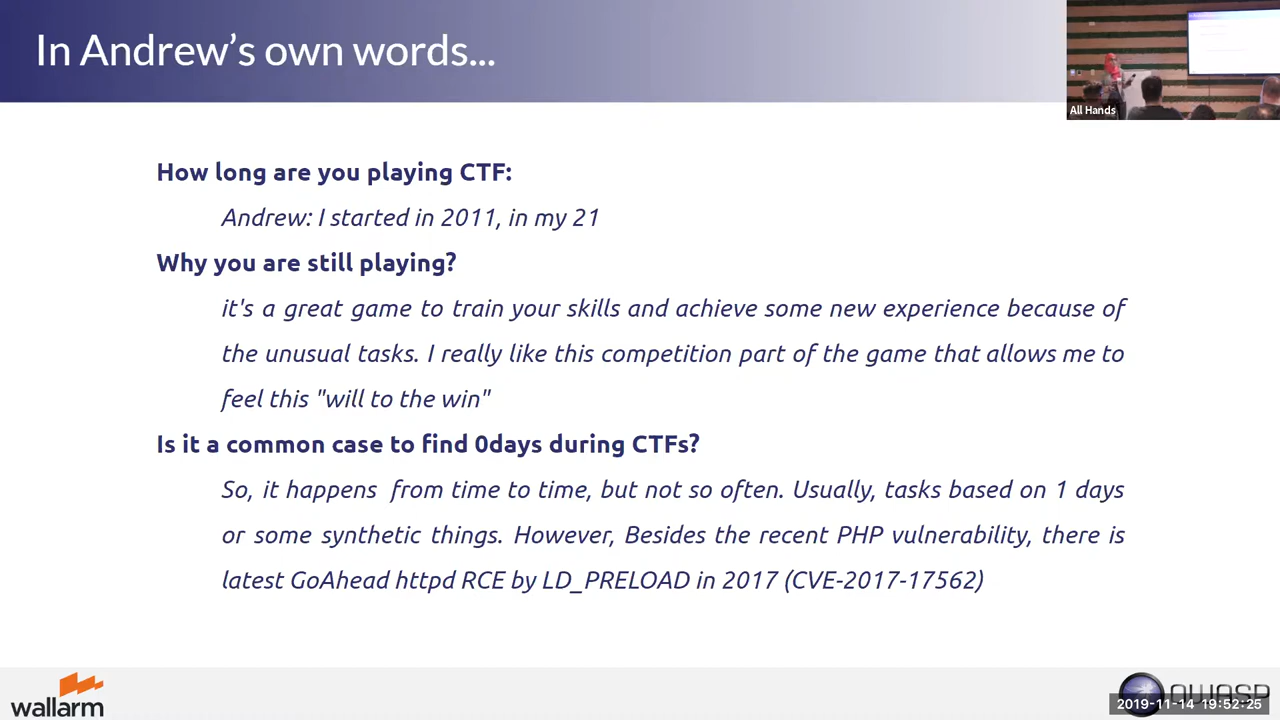 In Andrew’s own words...
All Hands
How long are you playing CTF:
Andrew: I started in 2011, in my 21
Why you are still playing?
it's a great game to train your skills and achieve some new experience because of
the unusual tasks. I really like this competition part of the game that allows me to
feel this "will to the win"
Is it a common case to find 0days during CTFs?
So, it happens from time to time, but not so often. Usually, tasks based on 1 days
or some synthetic things. However, Besides the recent PHP vulnerability, there is
latest GoAhead httpd RCE by LD_PRELOAD in 2017 (CVE-2017-17562)
wallarm
OWASP
2019-11-14 19:52:25